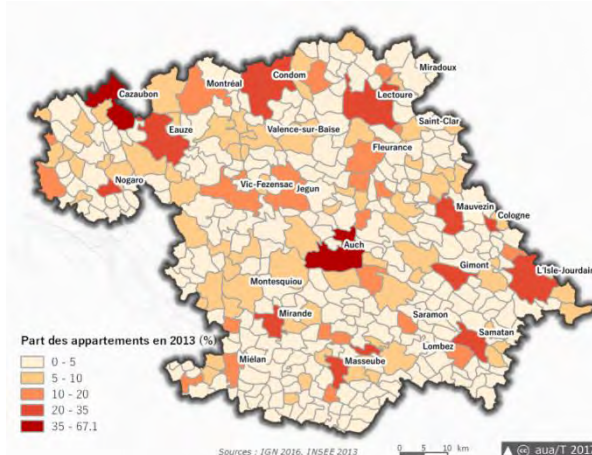 Miradoux
Condom
Montréal
Cazaubon
Lectoure
Saint-Clar
Eauze
Valence-sur-Baïse
Fleurance
Nogaro
Vic-Fezensac
Jegun
Mauvezin
Cologne
Auch
Gimont
L'Isle-Jourdain
Montesquiou
Mirande
Saramon
Samatan
Lombez
Miélan
Masseube
Part des appartements en 2013 (%)
0 - 5
5 - 10
10 - 20
20 - 35
35 - 67.1
Sources : IGN 2016, INSEE 2013
0 5 10 km
cc aua/T 2017